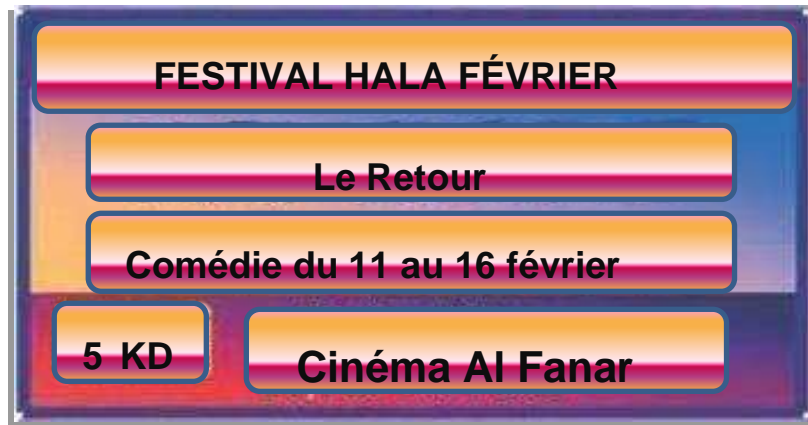 FESTIVAL HALA FÉVRIER
Le Retour
Comédie du 11 au 16 février
5 KD
Cinéma Al Fanar